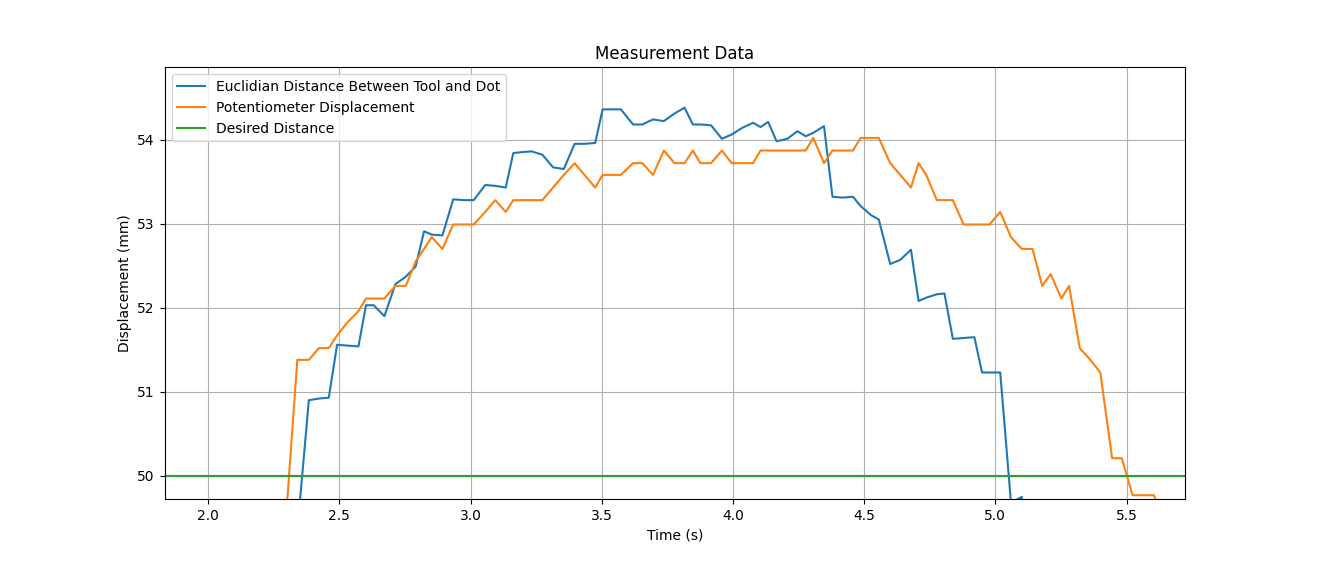 Measurement Data
Euclidian Distance Between Tool and Dot
Potentiometer Displacement
Desired Distance
Displacement (mm)
54
53
52
51
50
2.0 2.5 3.0 3.5 4.0 4.5 5.0 5.5
Time (s)